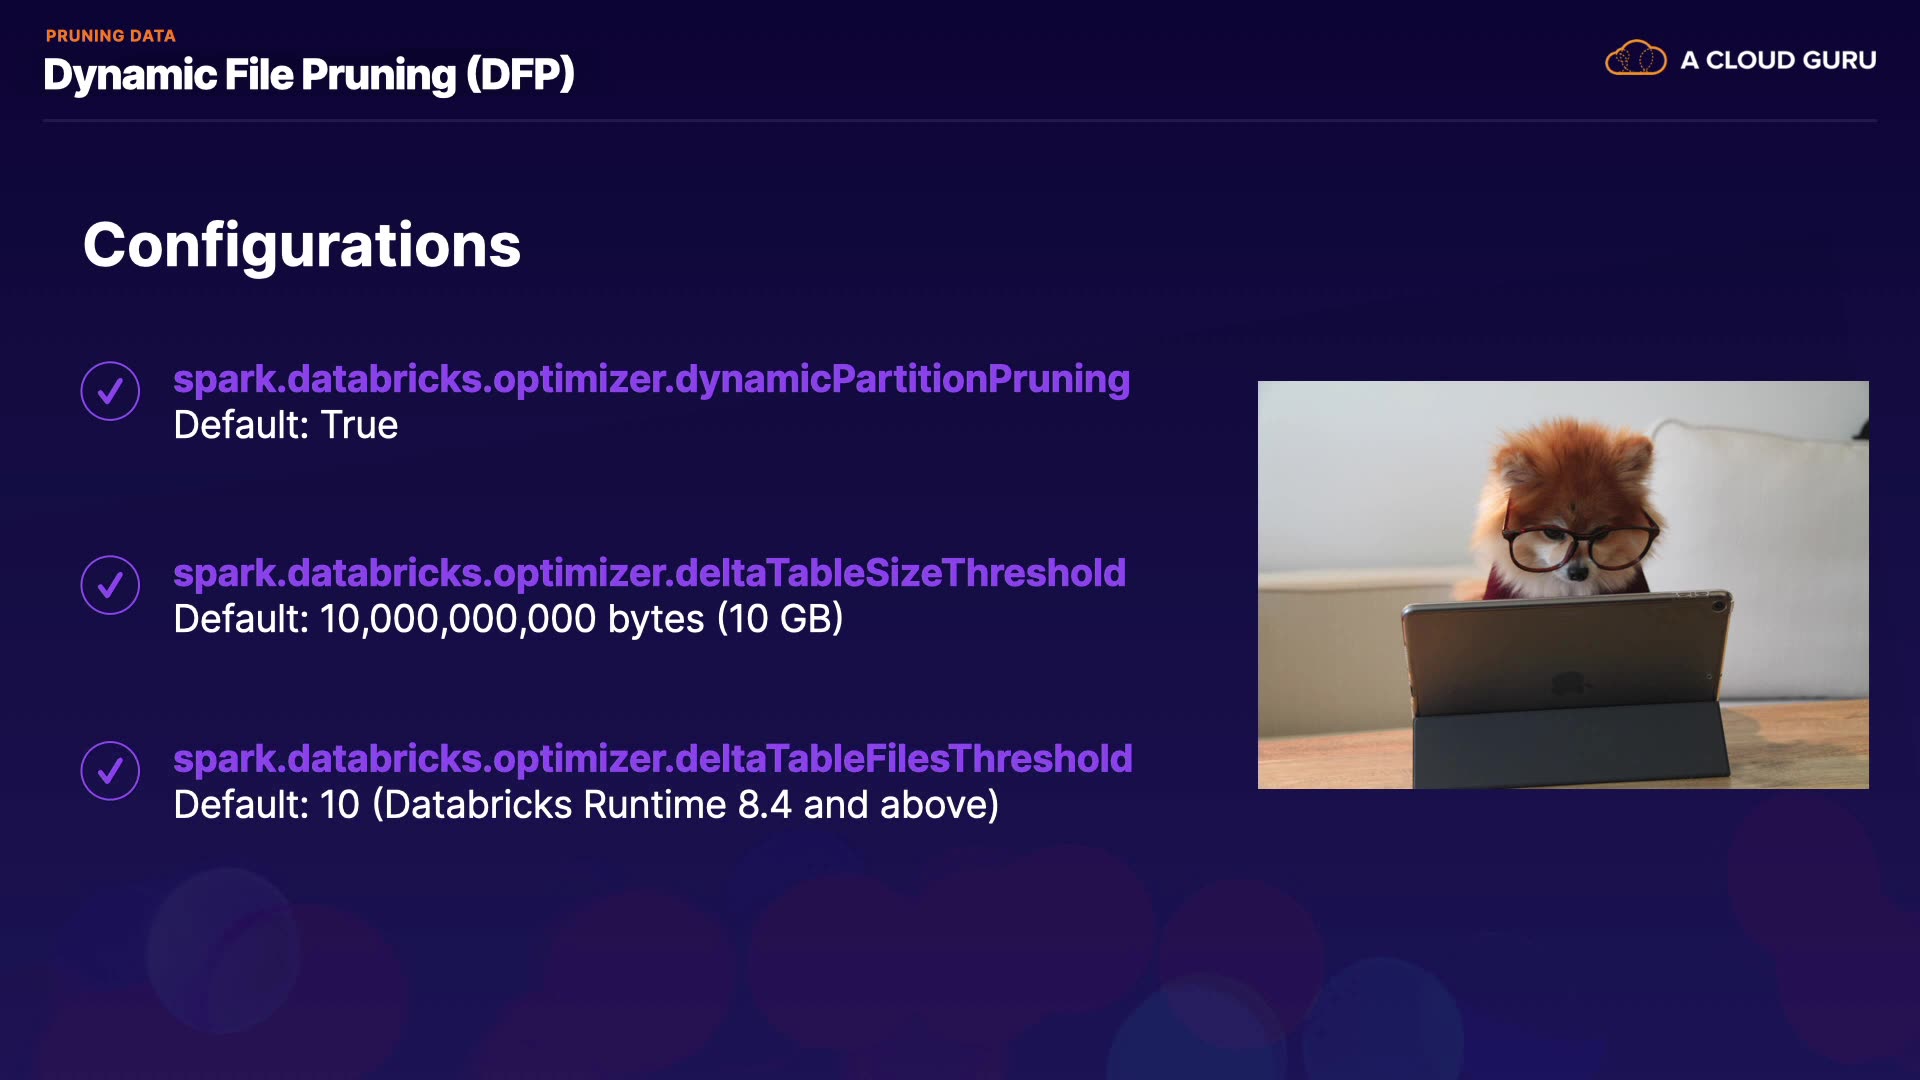 PRUNING DATA
Dynamic File Pruning (DFP)
A CLOUD GURU
Configurations
spark.databricks.optimizer.dynamicPartitionPruning
Default: True
spark.databricks.optimizer.deltaTableSizeThreshold
Default: 10,000,000,000 bytes (10 GB)
spark.databricks.optimizer.deltaTableFilesThreshold
Default: 10 (Databricks Runtime 8.4 and above)